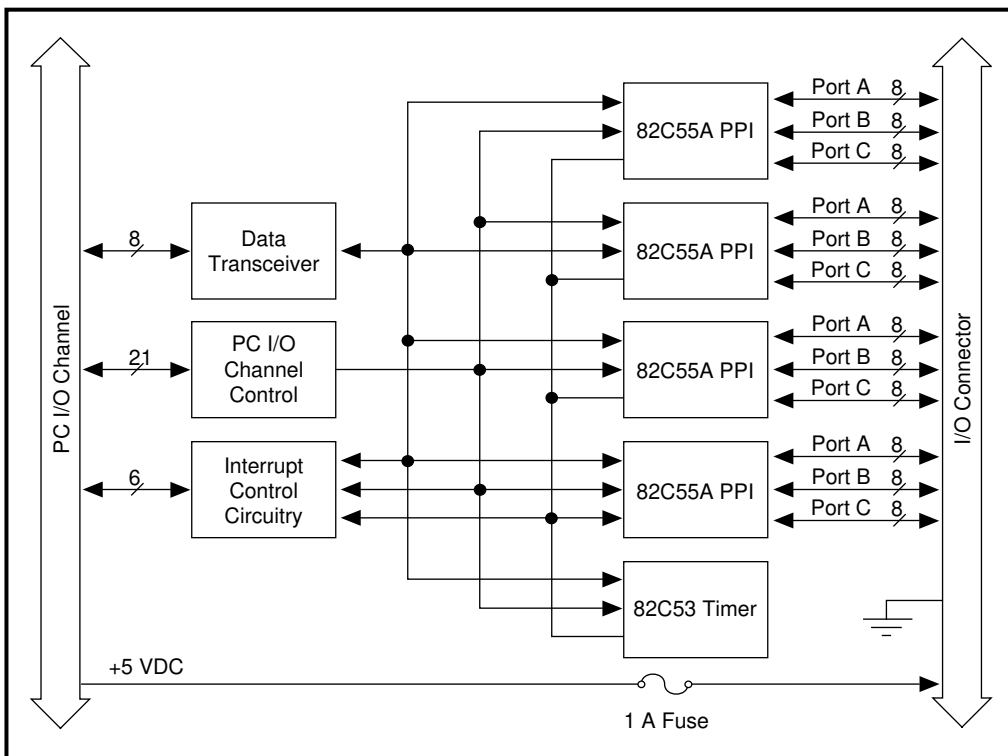 PC I/O Channel
8
Data
Transceiver
21
PC I/O
Channel
Control
6
Interrupt
Control
Circuitry
82C55A PPI
Port A 8
Port B 8
Port C 8
82C55A PPI
Port A 8
Port B 8
Port C 8
82C55A PPI
Port A 8
Port B 8
Port C 8
82C55A PPI
Port A 8
Port B 8
Port C 8
82C53 Timer
I/O Connector
+5 VDC
1 A Fuse